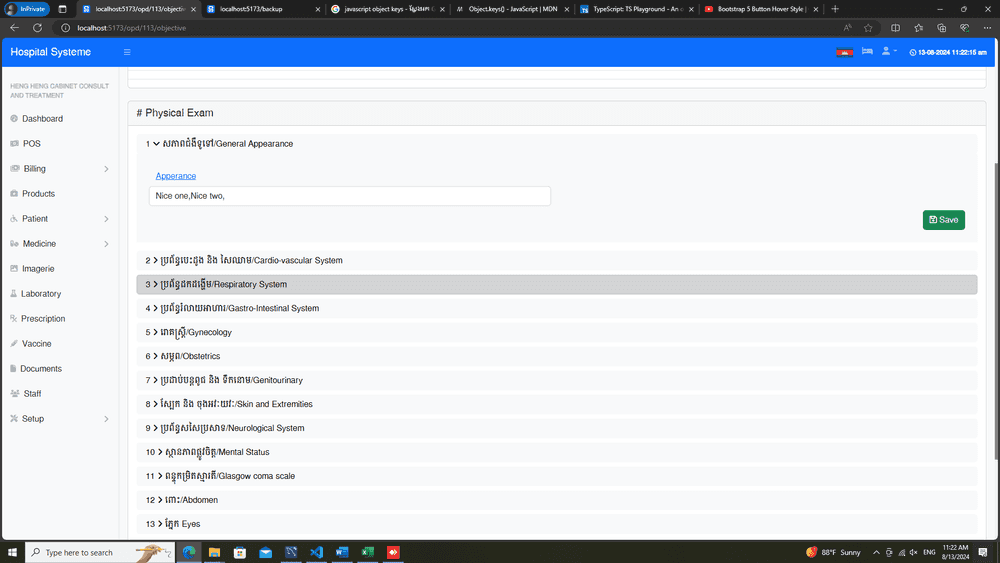 InPrivate
localhost:5173/opd/113/objective
localhost:5173/backup
Object.keys() - JavaScript | MDN
TypeScript: TS Playground - An
Bootstrap 5 Button Hover Style |
localhost:5173/opd/113/objective
Hospital Systeme
13-08-2024 11:22:15 am
HENG HENG CABINET CONSULT
AND TREATMENT
Dashboard
POS
Billing
Products
Patient
Medicine
Imagerie
Laboratory
Prescription
Vaccine
Documents
Staff
Setup
# Physical Exam
1 សភាពជំងឺទូទៅ/General Appearance
Apperance
Nice one,Nice two,
Save
2 ប្រព័ន្ធបេះដូង និង សៃឈាម/Cardio-vascular System
3 ប្រព័ន្ធដកដង្ហើម/Respiratory System
4 ប្រព័ន្ធរំលាយអាហារ/Gastro-Intestinal System
5 រោគស្ត្រី/Gynecology
6 សម្ភព/Obstetrics
7 ប្រដាប់បន្តពូជ និង ទឹកនោម/Genitourinary
8 ស្បែក និង ចុងអវៈយវៈ/Skin and Extremities
9 ប្រព័ន្ធសសៃប្រសាទ/Neurological System
10 ស្ថានភាពផ្លូវចិត្ត/Mental Status
11 ពន្ទុកម្រិតស្មារតី/Glasgow coma scale
12 ពោះ/Abdomen
13 ភ្នែក Eyes
Type here to search
88°F Sunny
ENG
11:22 AM
8/13/2024